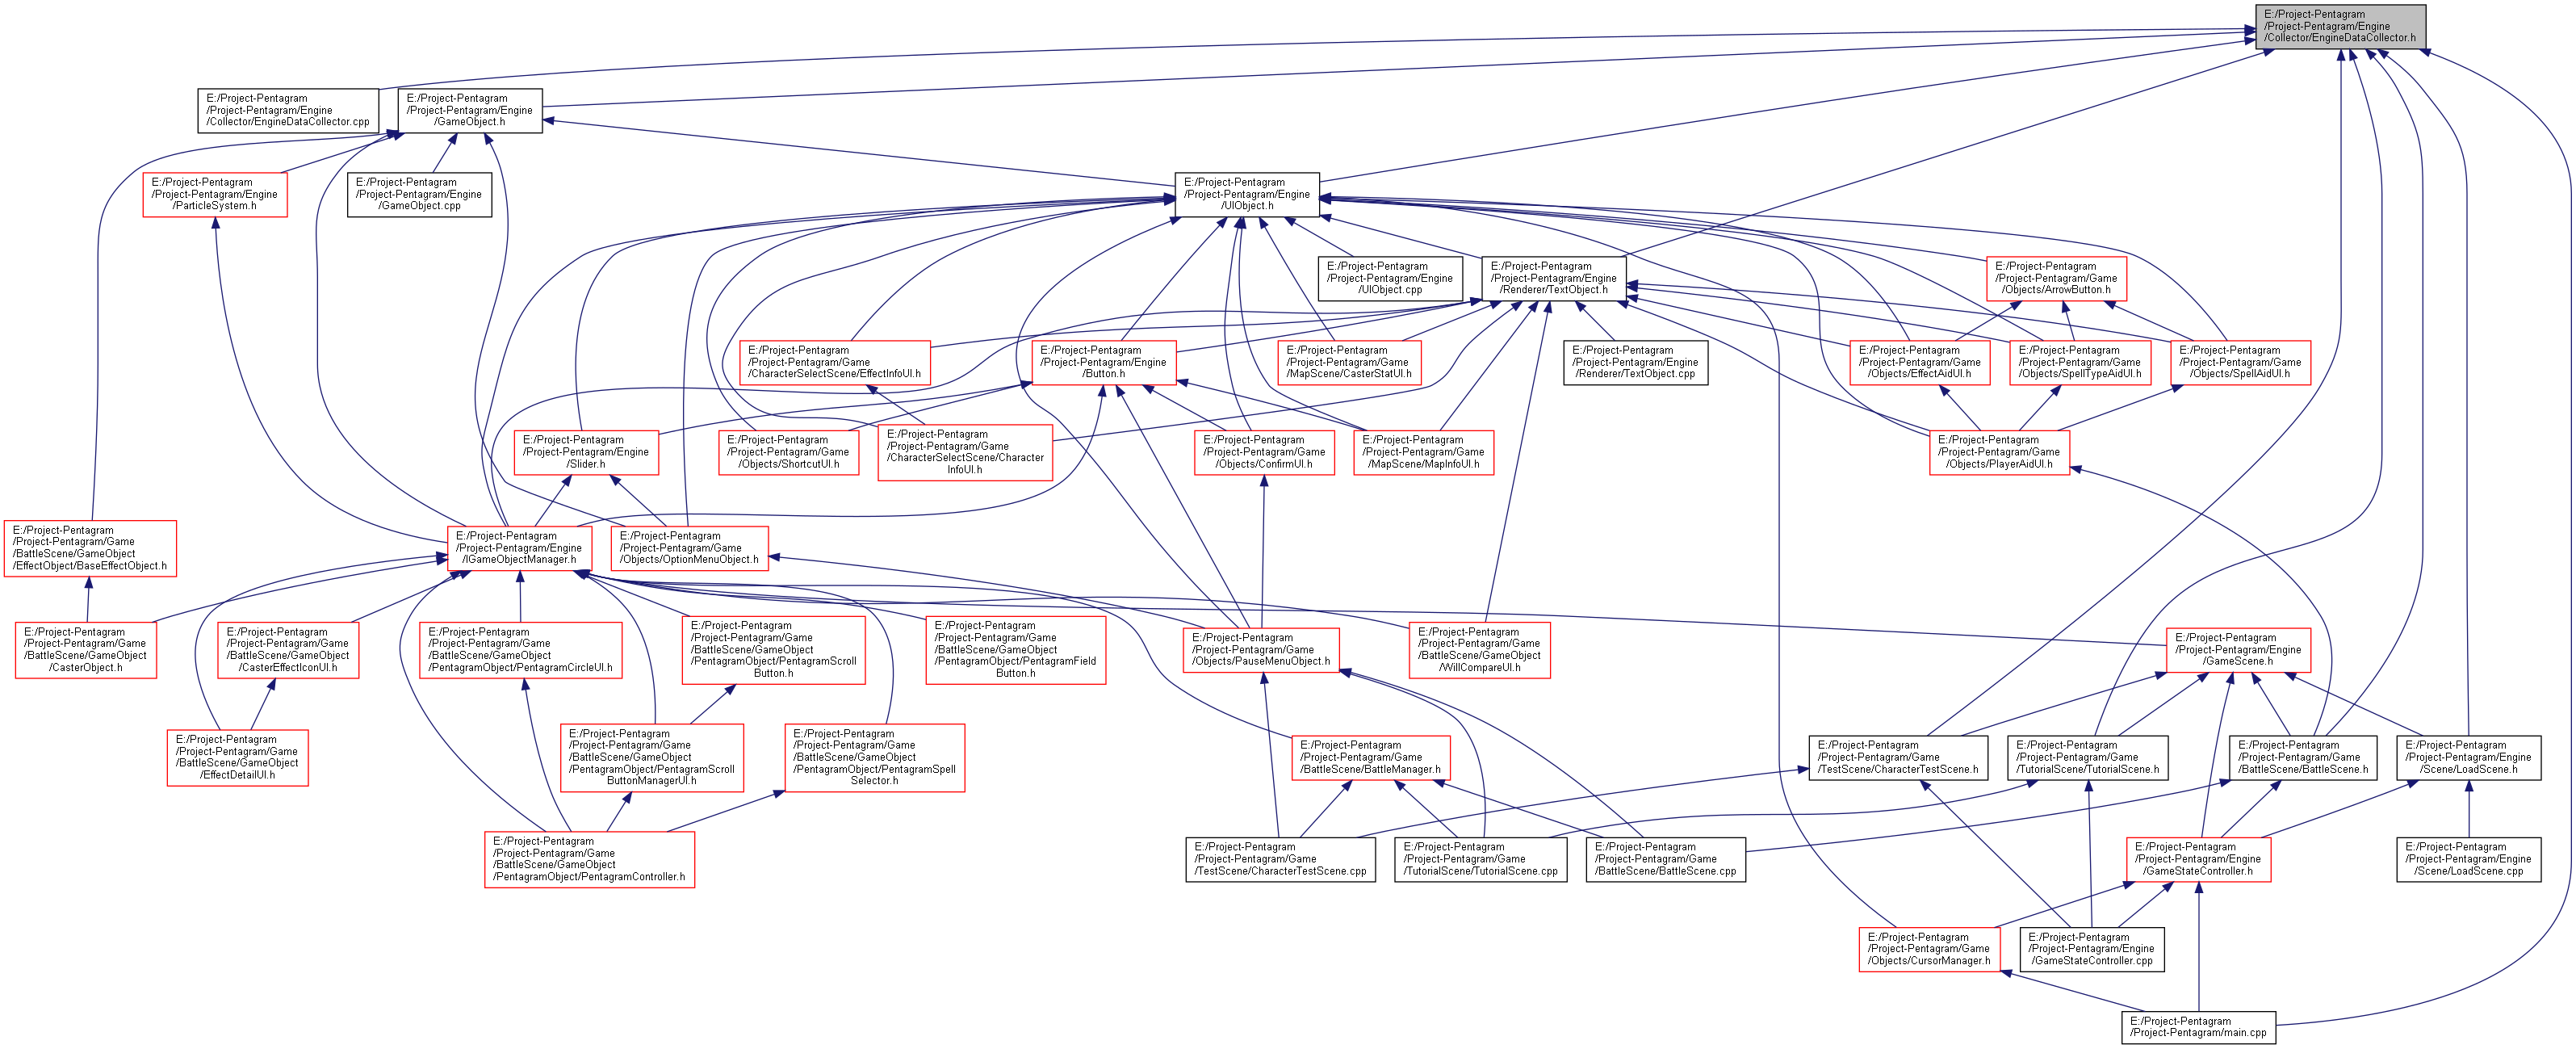 E:/Project-Pentagram
/Project-Pentagram/Engine
/Collector/EngineDataCollector.h
E:/Project-Pentagram
/Project-Pentagram/Engine
/Collector/EngineDataCollector.cpp
E:/Project-Pentagram
/Project-Pentagram/Engine
/GameObject.h
E:/Project-Pentagram
/Project-Pentagram/Engine
/ParticleSystem.h
E:/Project-Pentagram
/Project-Pentagram/Engine
/GameObject.cpp
E:/Project-Pentagram
/Project-Pentagram/Engine
/UIObject.h
E:/Project-Pentagram
/Project-Pentagram/Engine
/UIObject.cpp
E:/Project-Pentagram
/Project-Pentagram/Engine
/Renderer/TextObject.h
E:/Project-Pentagram
/Project-Pentagram/Game
/Objects/ArrowButton.h
E:/Project-Pentagram
/Project-Pentagram/Game
/CharacterSelectScene/EffectInfoUI.h
E:/Project-Pentagram
/Project-Pentagram/Engine
/Button.h
E:/Project-Pentagram
/Project-Pentagram/Game
/MapScene/CasterStatUI.h
E:/Project-Pentagram
/Project-Pentagram/Engine
/Renderer/TextObject.cpp
E:/Project-Pentagram
/Project-Pentagram/Game
/Objects/EffectAidUI.h
E:/Project-Pentagram
/Project-Pentagram/Game
/Objects/SpellTypeAidUI.h
E:/Project-Pentagram
/Project-Pentagram/Game
/Objects/SpellAidUI.h
E:/Project-Pentagram
/Project-Pentagram/Engine
/Slider.h
E:/Project-Pentagram
/Project-Pentagram/Game
/Objects/ShortcutUI.h
E:/Project-Pentagram
/Project-Pentagram/Game
/CharacterSelectScene/Character
InfoUI.h
E:/Project-Pentagram
/Project-Pentagram/Game
/Objects/ConfirmUI.h
E:/Project-Pentagram
/Project-Pentagram/Game
/MapScene/MapInfoUI.h
E:/Project-Pentagram
/Project-Pentagram/Game
/Objects/PlayerAidUI.h
E:/Project-Pentagram
/Project-Pentagram/Game
/BattleScene/GameObject
/EffectObject/BaseEffectObject.h
E:/Project-Pentagram
/Project-Pentagram/Engine
/IGameObjectManager.h
E:/Project-Pentagram
/Project-Pentagram/Game
/Objects/OptionMenuObject.h
E:/Project-Pentagram
/Project-Pentagram/Game
/BattleScene/GameObject
/CasterObject.h
E:/Project-Pentagram
/Project-Pentagram/Game
/BattleScene/GameObject
/CasterEffectIconUI.h
E:/Project-Pentagram
/Project-Pentagram/Game
/BattleScene/GameObject
/PentagramObject/PentagramCircleUI.h
E:/Project-Pentagram
/Project-Pentagram/Game
/BattleScene/GameObject
/PentagramObject/PentagramScroll
Button.h
E:/Project-Pentagram
/Project-Pentagram/Game
/BattleScene/GameObject
/PentagramObject/PentagramField
Button.h
E:/Project-Pentagram
/Project-Pentagram/Game
/Objects/PauseMenuObject.h
E:/Project-Pentagram
/Project-Pentagram/Game
/BattleScene/GameObject
/WillCompareUI.h
E:/Project-Pentagram
/Project-Pentagram/Engine
/GameScene.h
E:/Project-Pentagram
/Project-Pentagram/Game
/BattleScene/GameObject
/EffectDetailUI.h
E:/Project-Pentagram
/Project-Pentagram/Game
/BattleScene/GameObject
/PentagramObject/PentagramScroll
ButtonManagerUI.h
E:/Project-Pentagram
/Project-Pentagram/Game
/BattleScene/GameObject
/PentagramObject/PentagramSpell
Selector.h
E:/Project-Pentagram
/Project-Pentagram/Game
/BattleScene/BattleManager.h
E:/Project-Pentagram
/Project-Pentagram/Game
/TestScene/CharacterTestScene.h
E:/Project-Pentagram
/Project-Pentagram/Game
/TutorialScene/TutorialScene.h
E:/Project-Pentagram
/Project-Pentagram/Game
/BattleScene/BattleScene.h
E:/Project-Pentagram
/Project-Pentagram/Engine
/Scene/LoadScene.h
E:/Project-Pentagram
/Project-Pentagram/Game
/BattleScene/GameObject
/PentagramObject/PentagramController.h
E:/Project-Pentagram
/Project-Pentagram/Game
/TestScene/CharacterTestScene.cpp
E:/Project-Pentagram
/Project-Pentagram/Game
/TutorialScene/TutorialScene.cpp
E:/Project-Pentagram
/Project-Pentagram/Game
/BattleScene/BattleScene.cpp
E:/Project-Pentagram
/Project-Pentagram/Engine
/GameStateController.h
E:/Project-Pentagram
/Project-Pentagram/Engine
/Scene/LoadScene.cpp
E:/Project-Pentagram
/Project-Pentagram/Game
/Objects/CursorManager.h
E:/Project-Pentagram
/Project-Pentagram/Engine
/GameStateController.cpp
E:/Project-Pentagram
/Project-Pentagram/main.cpp